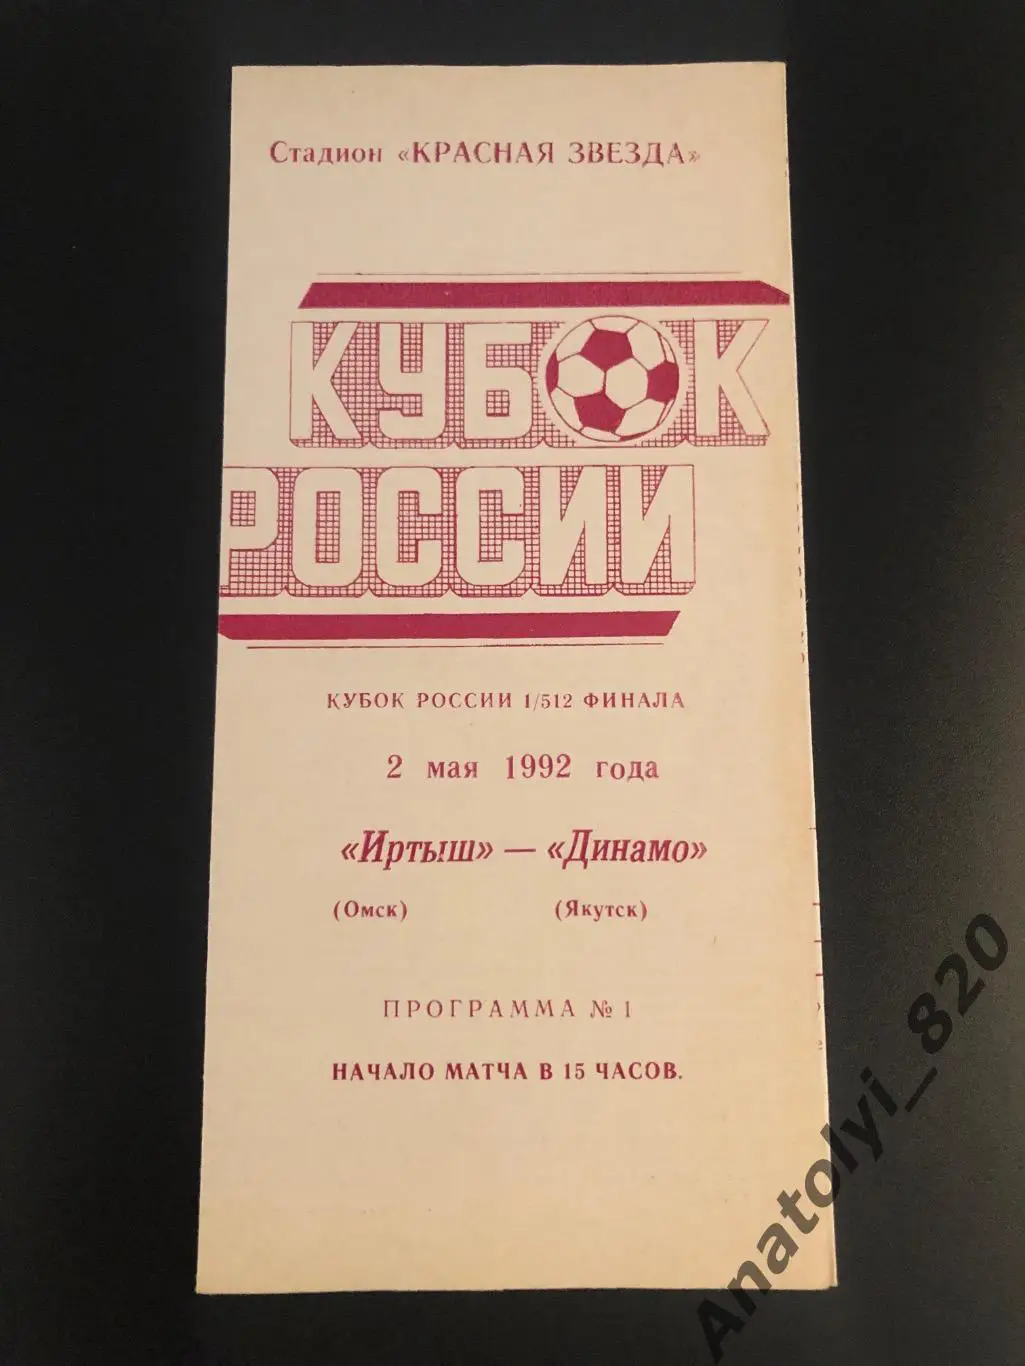 Стадион «КРАСНАЯ ЗВЕЗДА»
КУБОК
РОССИИ
КУБОК РОССИИ 1/512 ФИНАЛА
2 мая 1992 года
«Иртыш» — «Динамо»
(Омск) (Якутск)
ПРОГРАММА № 1
НАЧАЛО МАТЧА В 15 ЧАСОВ.
Anatolyi_820